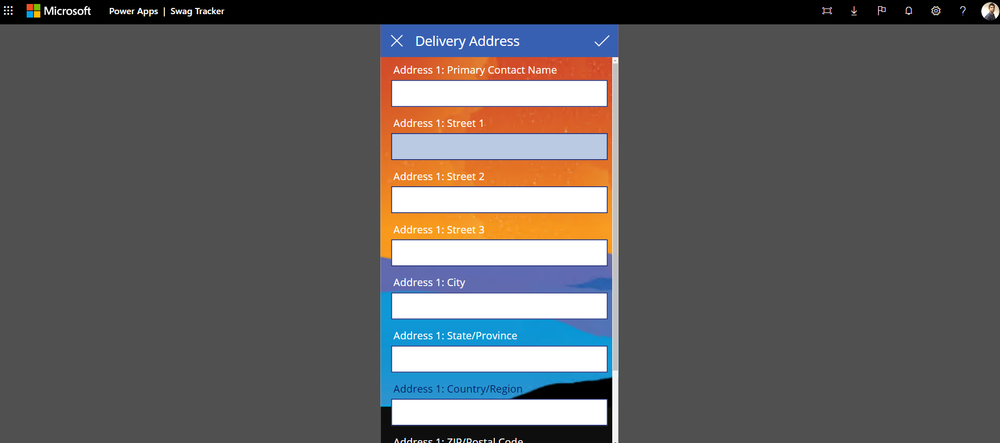 Microsoft Power Apps | Swag Tracker
Delivery Address
Address 1: Primary Contact Name
Address 1: Street 1
Address 1: Street 2
Address 1: Street 3
Address 1: City
Address 1: State/Province
Address 1: Country/Region
Address 1: ZIP/Postal Code